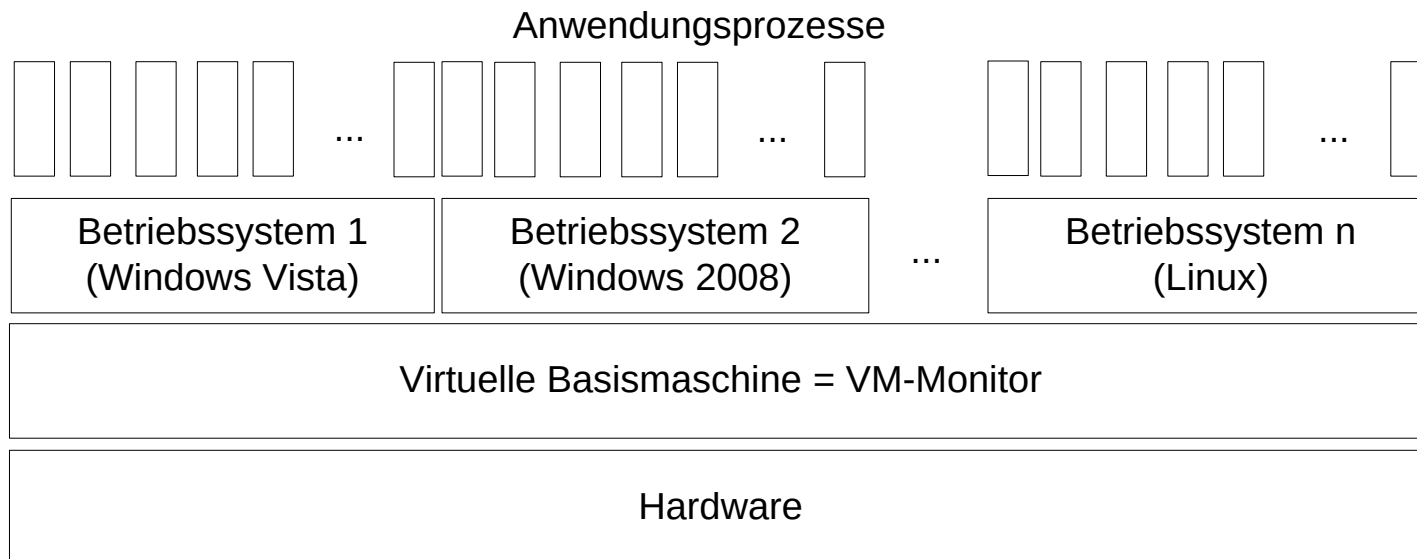 Anwendungsprozesse
... ... ...
Betriebssystem 1
(Windows Vista)
Betriebssystem 2
(Windows 2008)
...
Betriebssystem n
(Linux)
Virtuelle Basismaschine = VM-Monitor
Hardware